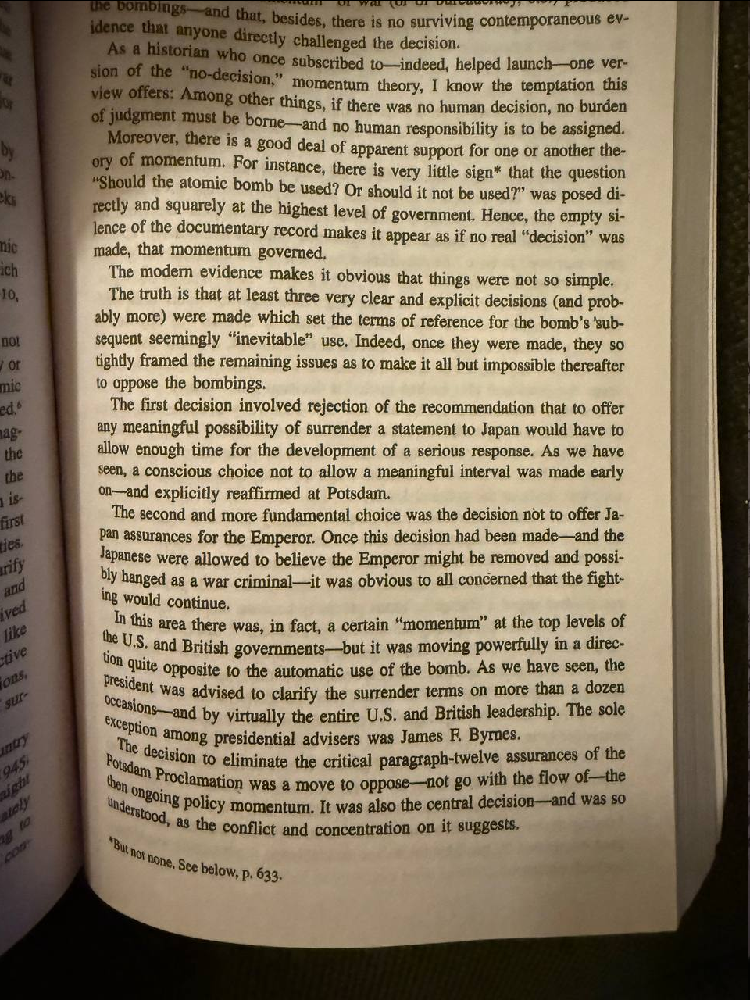 the bombings—and that, besides, there is no surviving contemporaneous ev-
idence that anyone directly challenged the decision.
As a historian who once subscribed to—indeed, helped launch—one ver-
sion of the “no-decision,” momentum theory, I know the temptation this
view offers: Among other things, if there was no human decision, no burden
of judgment must be borne—and no human responsibility is to be assigned.
Moreover, there is a good deal of apparent support for one or another the-
ory of momentum. For instance, there is very little sign* that the question
“Should the atomic bomb be used? Or should it not be used?” was posed di-
rectly and squarely at the highest level of government. Hence, the empty si-
lence of the documentary record makes it appear as if no real “decision” was
made, that momentum governed.
The modern evidence makes it obvious that things were not so simple.
The truth is that at least three very clear and explicit decisions (and prob-
ably more) were made which set the terms of reference for the bomb’s sub-
sequent seemingly “inevitable” use. Indeed, once they were made, they so
tightly framed the remaining issues as to make it all but impossible thereafter
to oppose the bombings.
The first decision involved rejection of the recommendation that to offer
any meaningful possibility of surrender a statement to Japan would have to
allow enough time for the development of a serious response. As we have
seen, a conscious choice not to allow a meaningful interval was made early
on—and explicitly reaffirmed at Potsdam.
The second and more fundamental choice was the decision not to offer Ja-
pan assurances for the Emperor. Once this decision had been made—and the
Japanese were allowed to believe the Emperor might be removed and possi-
bly hanged as a war criminal—it was obvious to all concerned that the fight-
ing would continue.
In this area there was, in fact, a certain “momentum” at the top levels of
the U.S. and British governments—but it was moving powerfully in a direc-
tion quite opposite to the automatic use of the bomb. As we have seen, the
president was advised to clarify the surrender terms on more than a dozen
occasions—and by virtually the entire U.S. and British leadership. The sole
exception among presidential advisers was James F. Byrnes.
The decision to eliminate the critical paragraph-twelve assurances of the
Potsdam Proclamation was a move to oppose—not go with the flow of—the
then ongoing policy momentum. It was also the central decision—and was so
understood, as the conflict and concentration on it suggests.
*But not none. See below, p. 633.